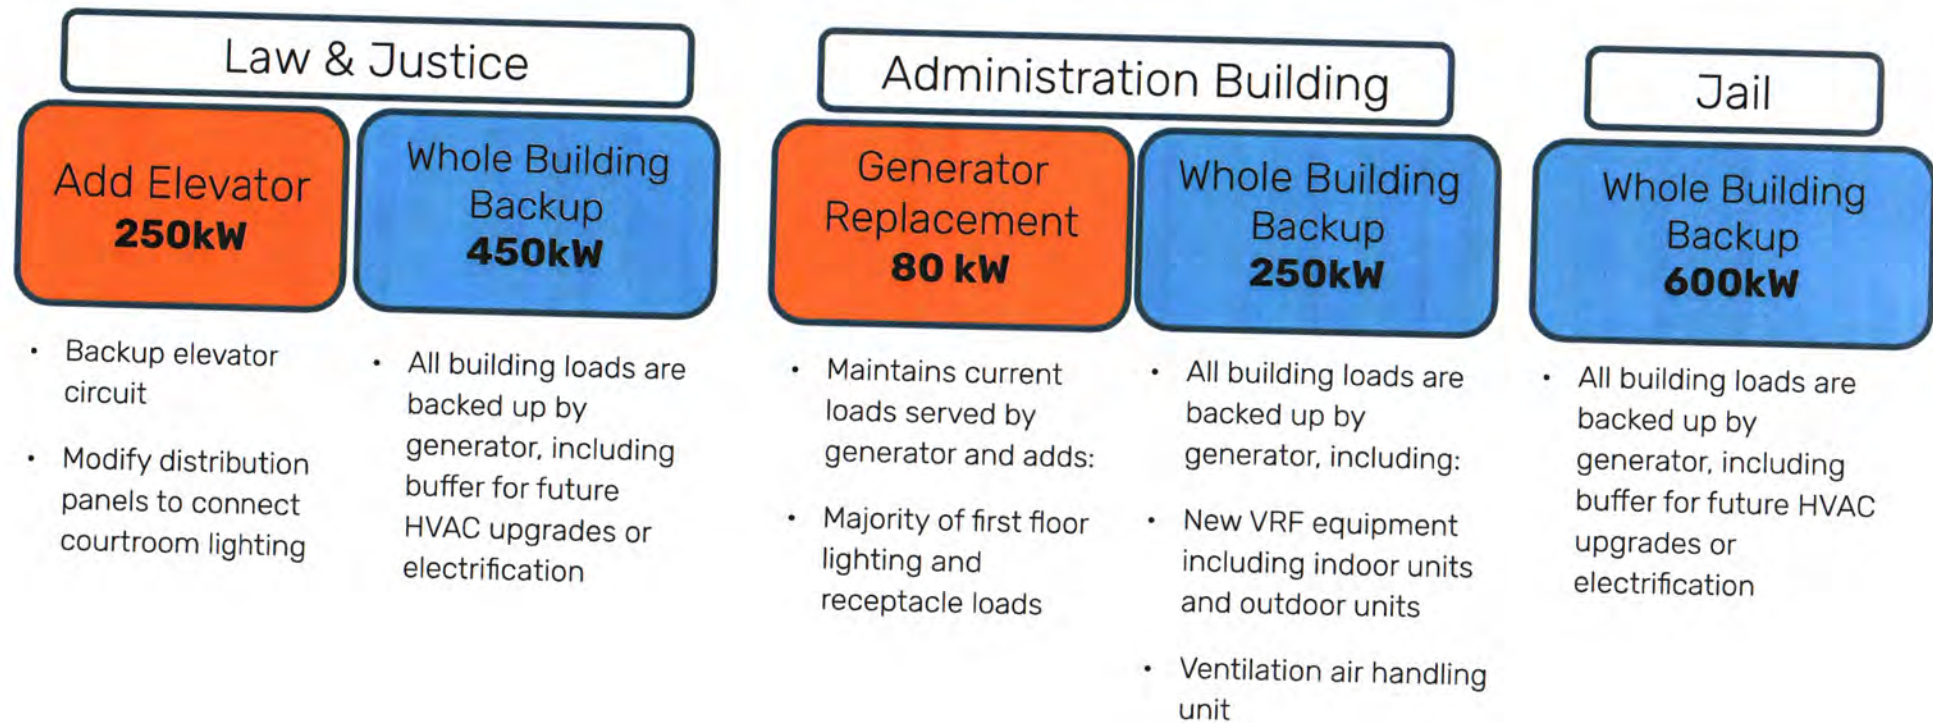 Law & Justice
Add Elevator
250kW
• Backup elevator
circuit
• Modify distribution
panels to connect
courtroom lighting
Whole Building
Backup
450kW
• All building loads are
backed up by
generator, including
buffer for future
HVAC upgrades or
electrification
Administration Building
Generator
Replacement
80 kW
• Maintains current
loads served by
generator and adds:
• Majority of first floor
lighting and
receptacle loads
Whole Building
Backup
250kW
• All building loads are
backed up by
generator, including:
• New VRF equipment
including indoor units
and outdoor units
• Ventilation air handling
unit
Jail
Whole Building
Backup
600kW
• All building loads are
backed up by
generator, including
buffer for future HVAC
upgrades or
electrification